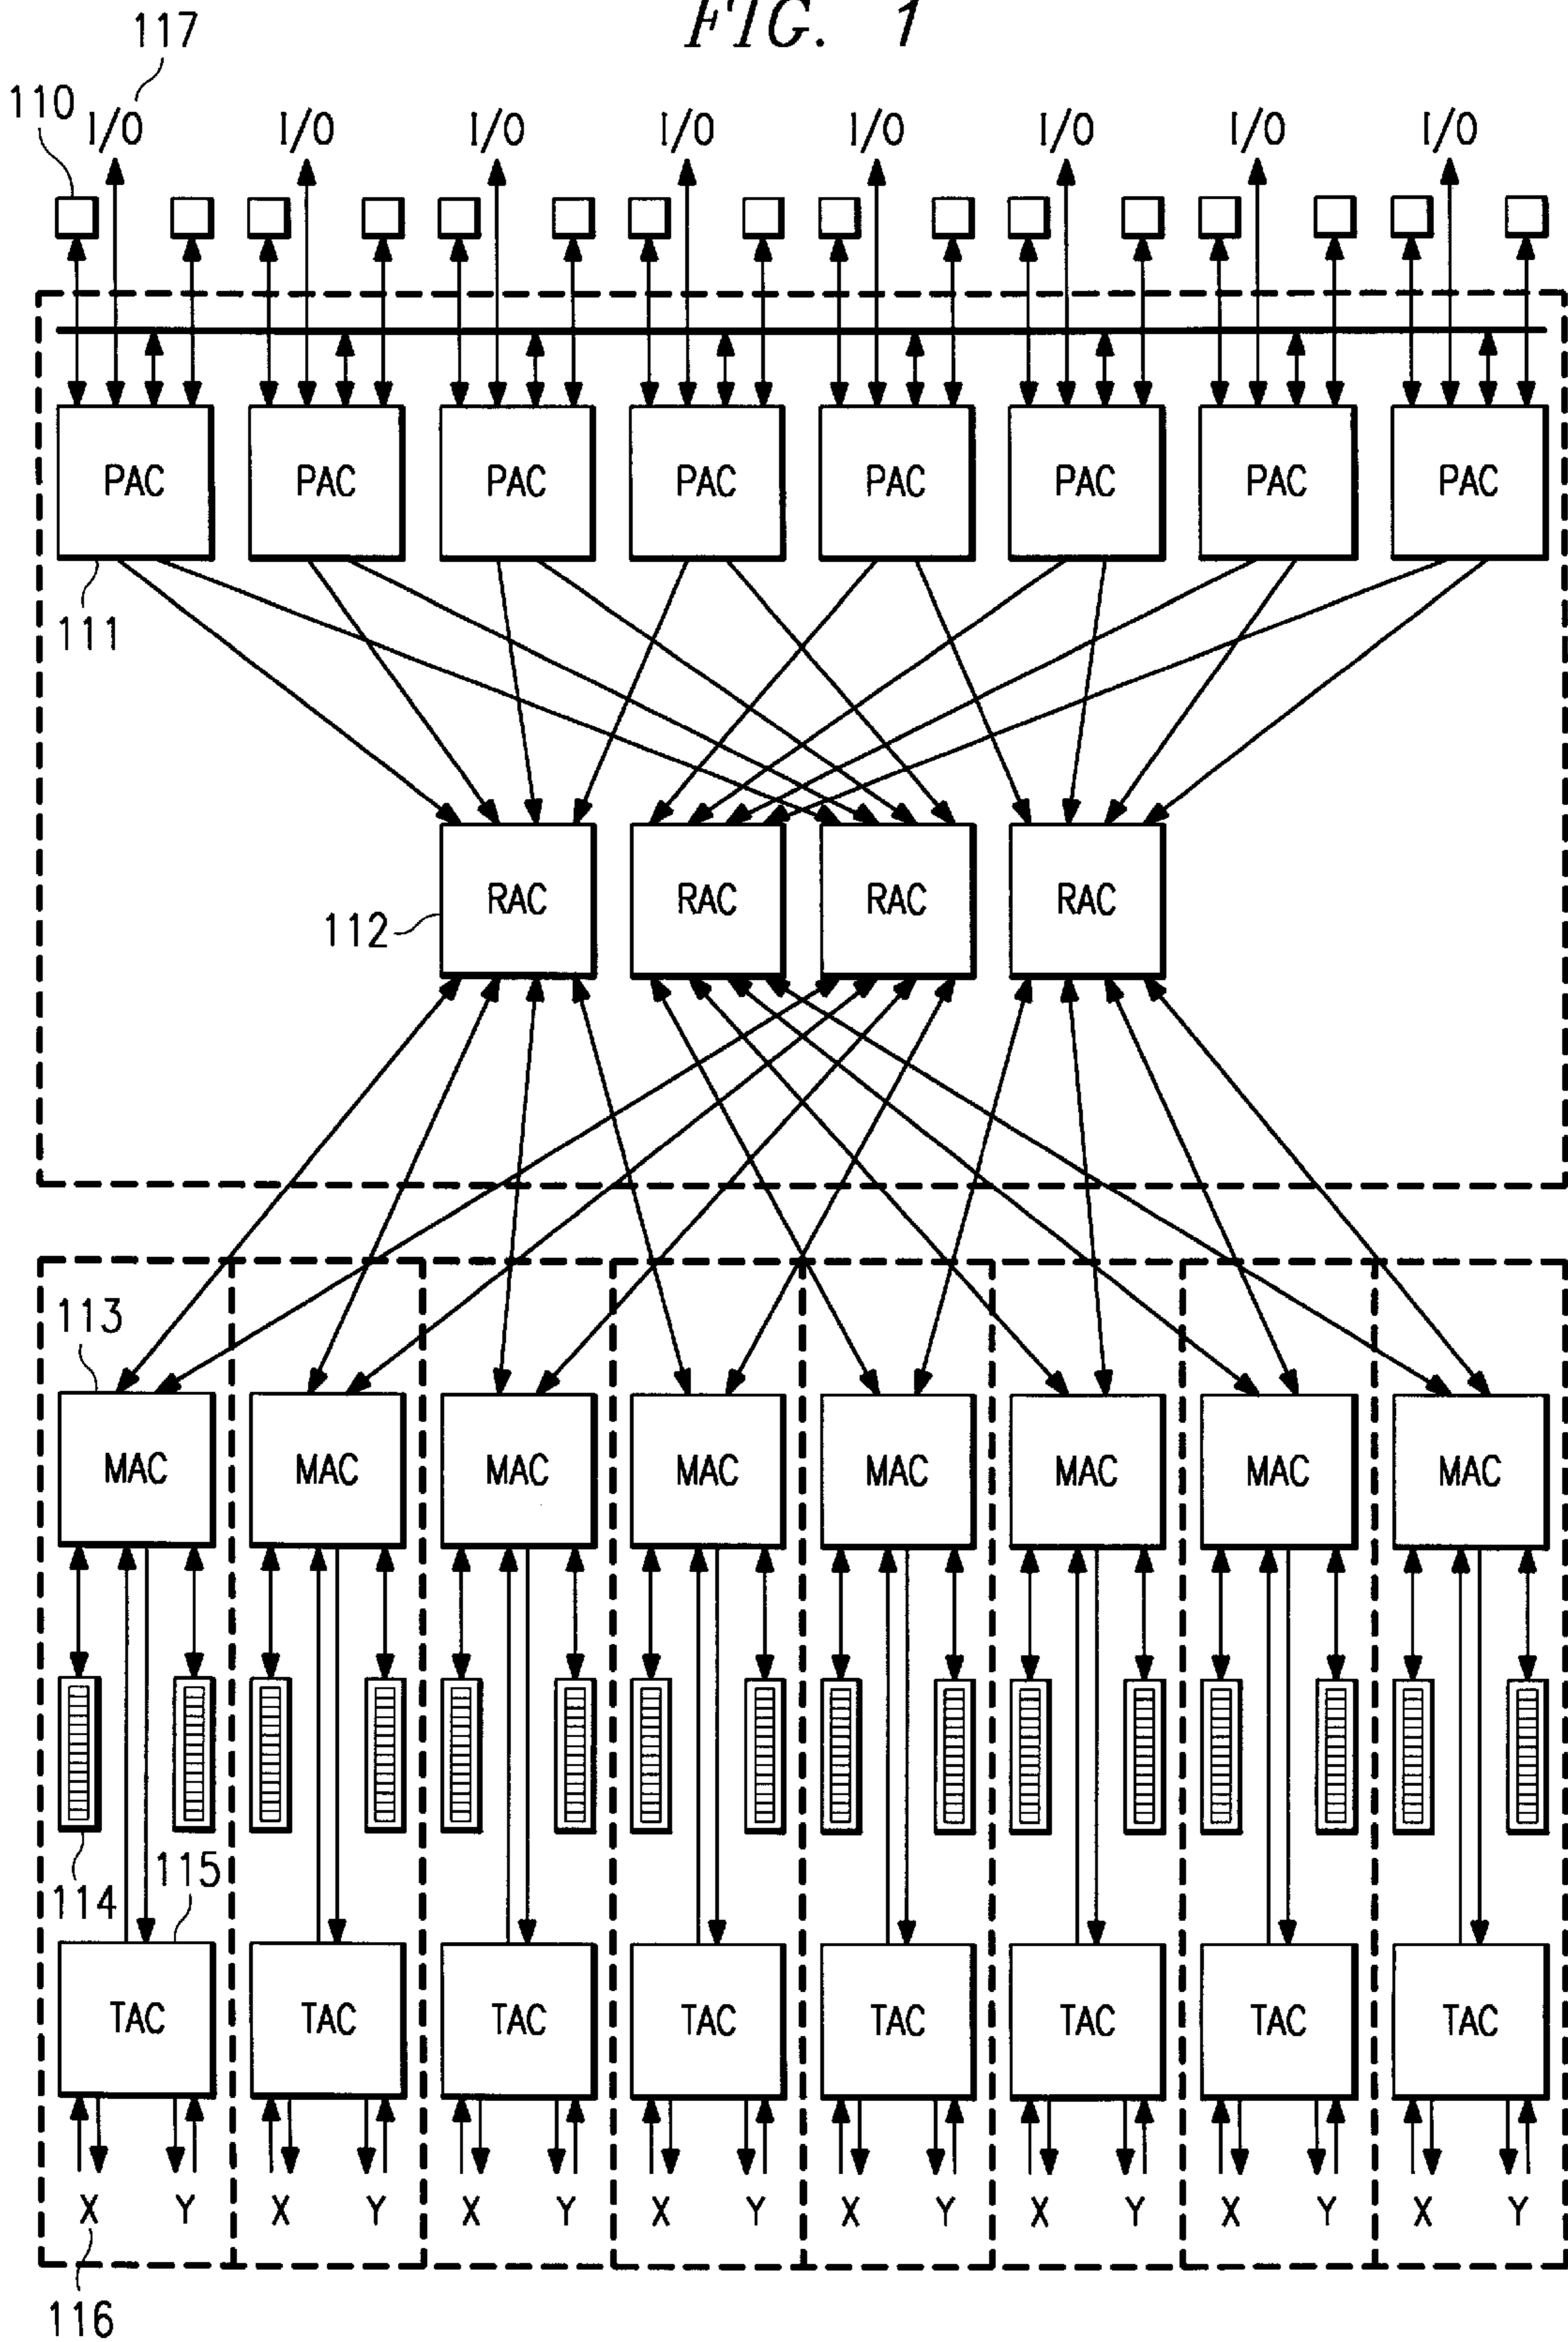 FIG. 1
117
110
I/O I/O I/O I/O I/O I/O I/O I/O
PAC PAC PAC PAC PAC PAC PAC PAC
111
RAC RAC RAC RAC
112
113
MAC MAC MAC MAC MAC MAC MAC MAC
114
115
TAC TAC TAC TAC TAC TAC TAC TAC
X Y X Y X Y X Y X Y X Y X Y X Y
116